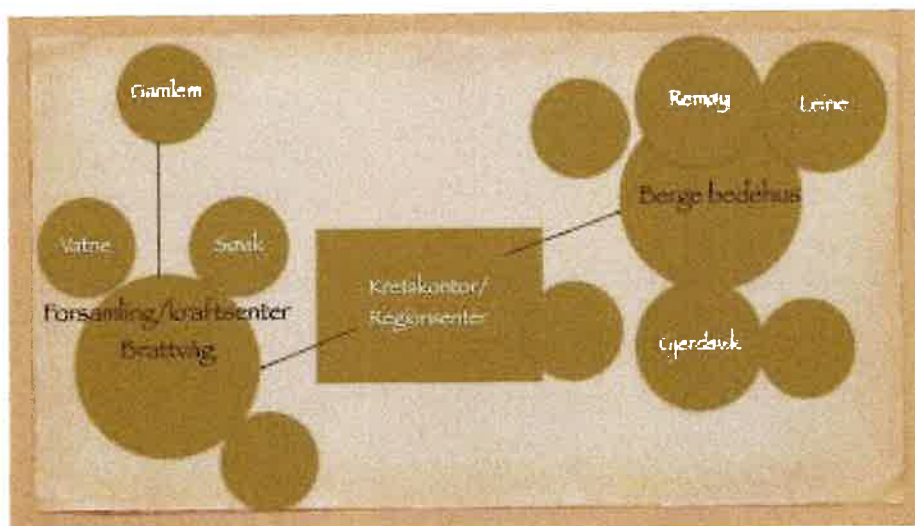 Gamlem
Remøy
Leine
Berge bedehus
Vatne
Søvik
Kretskontor/
Regionsenter
Forsamling/kraftsenter
Brattvåg
Gjerdsvik